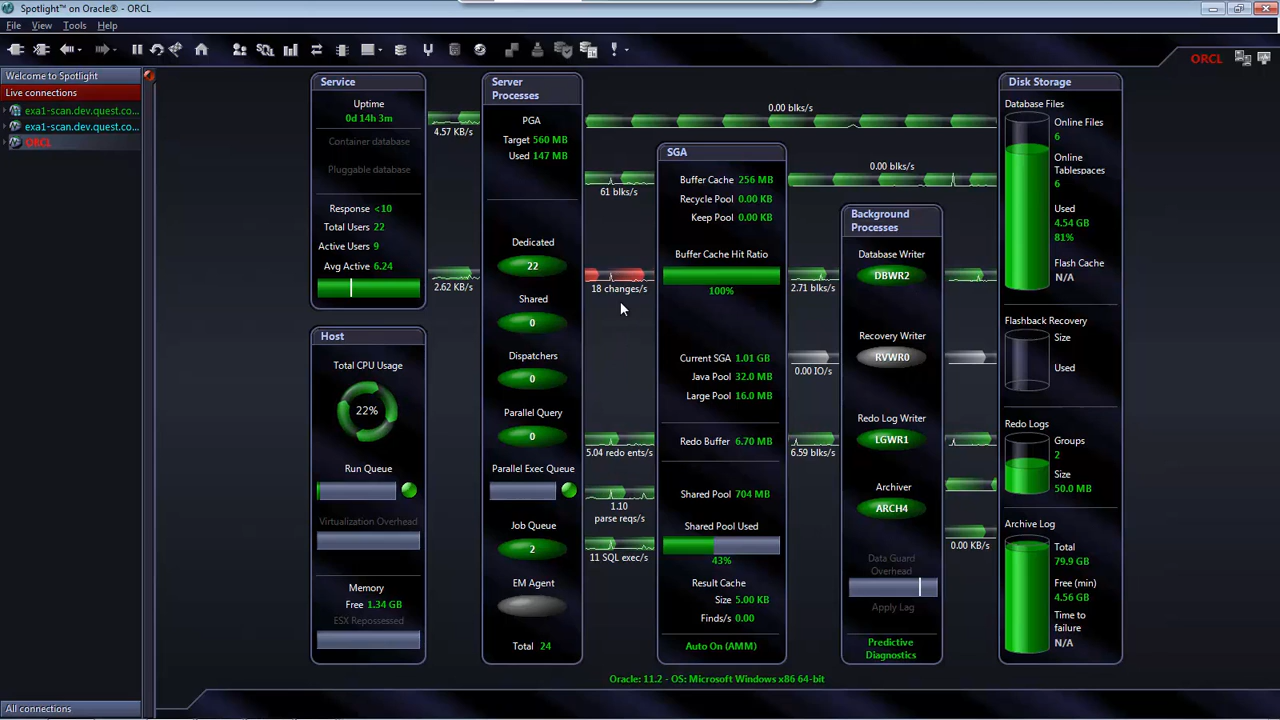 Spotlight™ on Oracle® - ORCL
File View Tools Help
ORCL
Welcome to Spotlight
Live connections
exa1-scan.dev.quest.co...
exa1-scan.dev.quest.co...
ORCL
All connections
Service
Uptime
0d 14h 3m
Container database
Pluggable database
Response <10
Total Users 22
Active Users 9
Avg Active 6.24
Host
Total CPU Usage
22%
Run Queue
Virtualization Overhead
Memory
Free 1.34 GB
ESX Repossessed
4.57 KB/s
2.62 KB/s
Server
Processes
PGA
Target 560 MB
Used 147 MB
Dedicated
22
Shared
0
Dispatchers
0
Parallel Query
0
Parallel Exec Queue
Job Queue
2
EM Agent
Total 24
0.00 blks/s
61 blks/s
18 changes/s
5.04 redo ents/s
1.10
parse reqs/s
11 SQL exec/s
SGA
Buffer Cache 256 MB
Recycle Pool 0.00 KB
Keep Pool 0.00 KB
Buffer Cache Hit Ratio
100%
Current SGA 1.01 GB
Java Pool 32.0 MB
Large Pool 16.0 MB
Redo Buffer 6.70 MB
Shared Pool 704 MB
Shared Pool Used
43%
Result Cache
Size 5.00 KB
Finds/s 0.00
Auto On (AMM)
0.00 blks/s
2.71 blks/s
0.00 IO/s
6.59 blks/s
Background
Processes
Database Writer
DBWR2
Recovery Writer
RVWR0
Redo Log Writer
LGWR1
Archiver
ARCH4
Data Guard
Overhead
Apply Lag
Predictive
Diagnostics
0.00 KB/s
Disk Storage
Database Files
Online Files
6
Online
Tablespaces
6
Used
4.54 GB
81%
Flash Cache
N/A
Flashback Recovery
Size
Used
Redo Logs
Groups
2
Size
50.0 MB
Archive Log
Total
79.9 GB
Free (min)
4.56 GB
Time to
failure
N/A
Oracle: 11.2 - OS: Microsoft Windows x86 64-bit